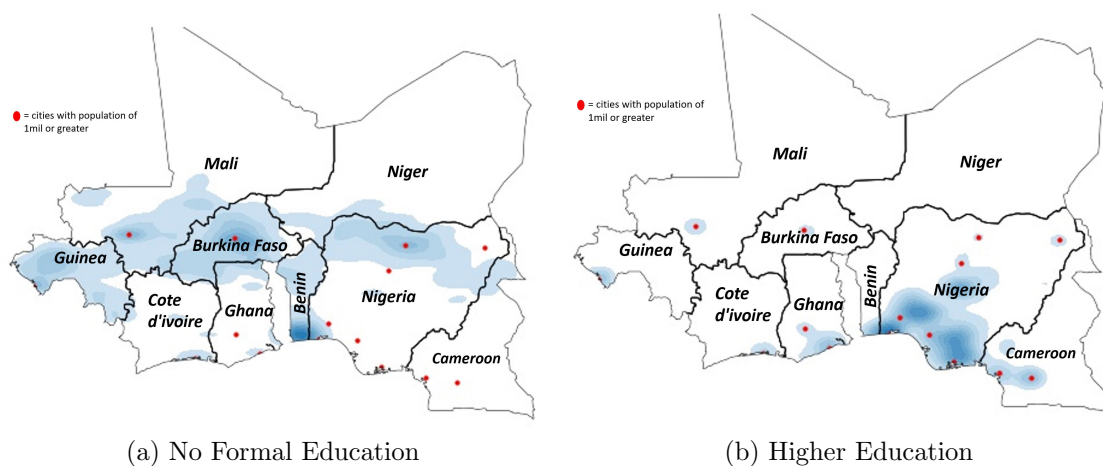 = cities with population of
1mil or greater
Mali
Niger
Burkina Faso
Guinea
Benin
Cote
d'ivoire
Ghana
Nigeria
Cameroon
(a) No Formal Education
= cities with population of
1mil or greater
Mali
Niger
Burkina Faso
Guinea
Benin
Cote
d'ivoire
Ghana
Nigeria
Cameroon
(b) Higher Education